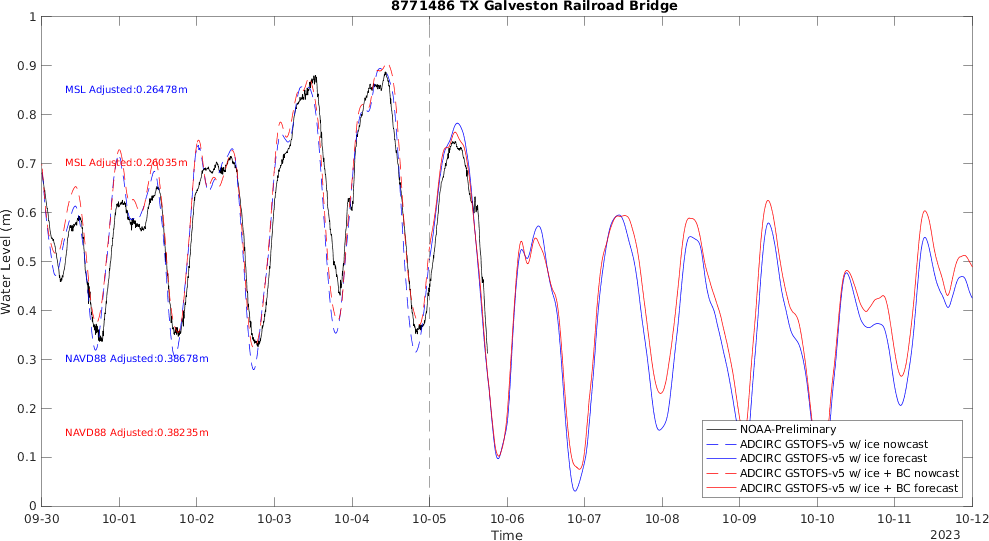 8771486 TX Galveston Railroad Bridge
1
0.9
0.8
0.7
0.6
0.5
0.4
0.3
0.2
0.1
0
Water Level (m)
MSL Adjusted:0.26478m
MSL Adjusted:0.26035m
NAVD88 Adjusted:0.38678m
NAVD88 Adjusted:0.38235m
NOAA-Preliminary
ADCIRC GSTOFS-v5 w/ ice nowcast
ADCIRC GSTOFS-v5 w/ ice forecast
ADCIRC GSTOFS-v5 w/ ice + BC nowcast
ADCIRC GSTOFS-v5 w/ ice + BC forecast
09-30 10-01 10-02 10-03 10-04 10-05 10-06 10-07 10-08 10-09 10-10 10-11 10-12
Time
2023